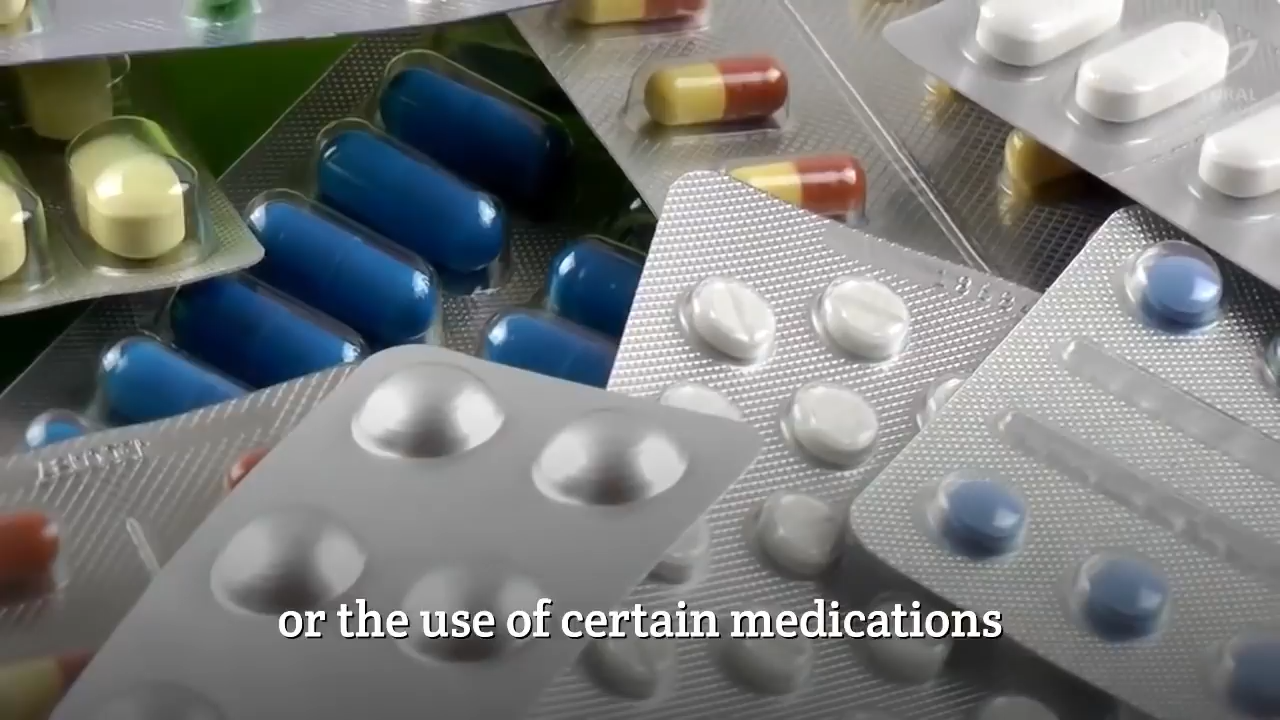 or the use of certain medications